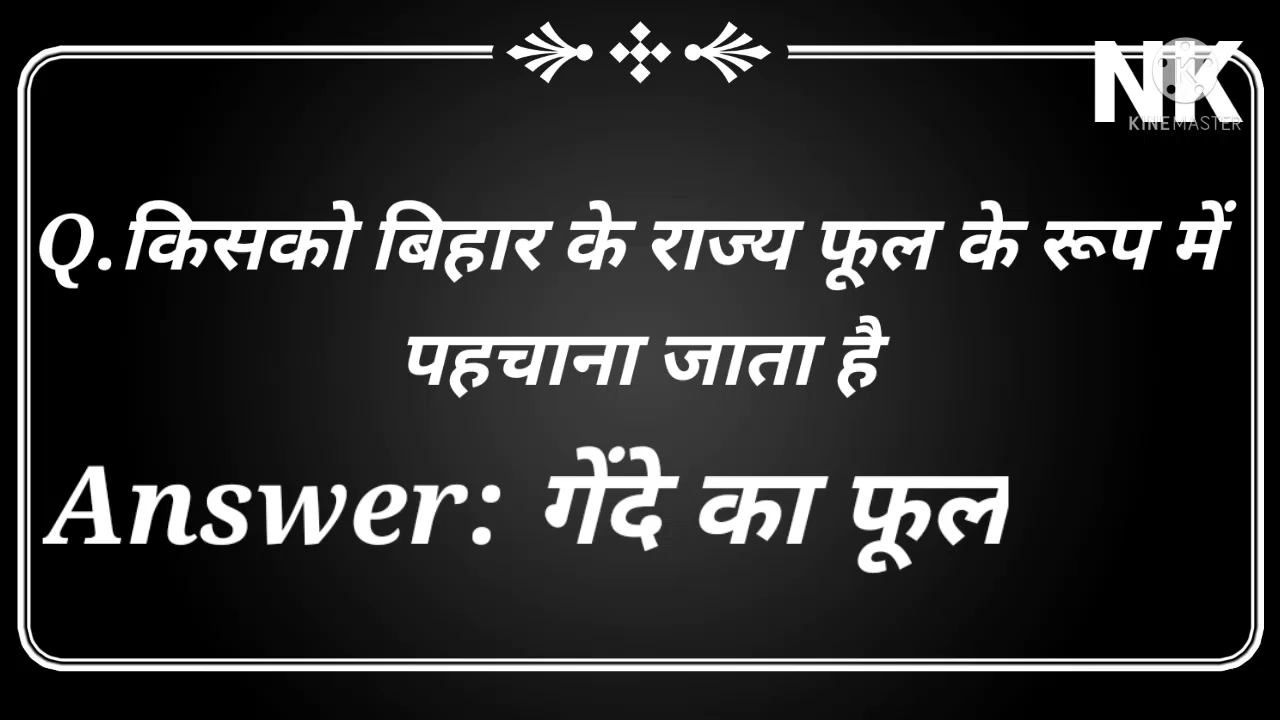 NK
KINEMASTER
Q.किसको बिहार के राज्य फूल के रूप में
पहचाना जाता है
Answer: गेंदे का फूल